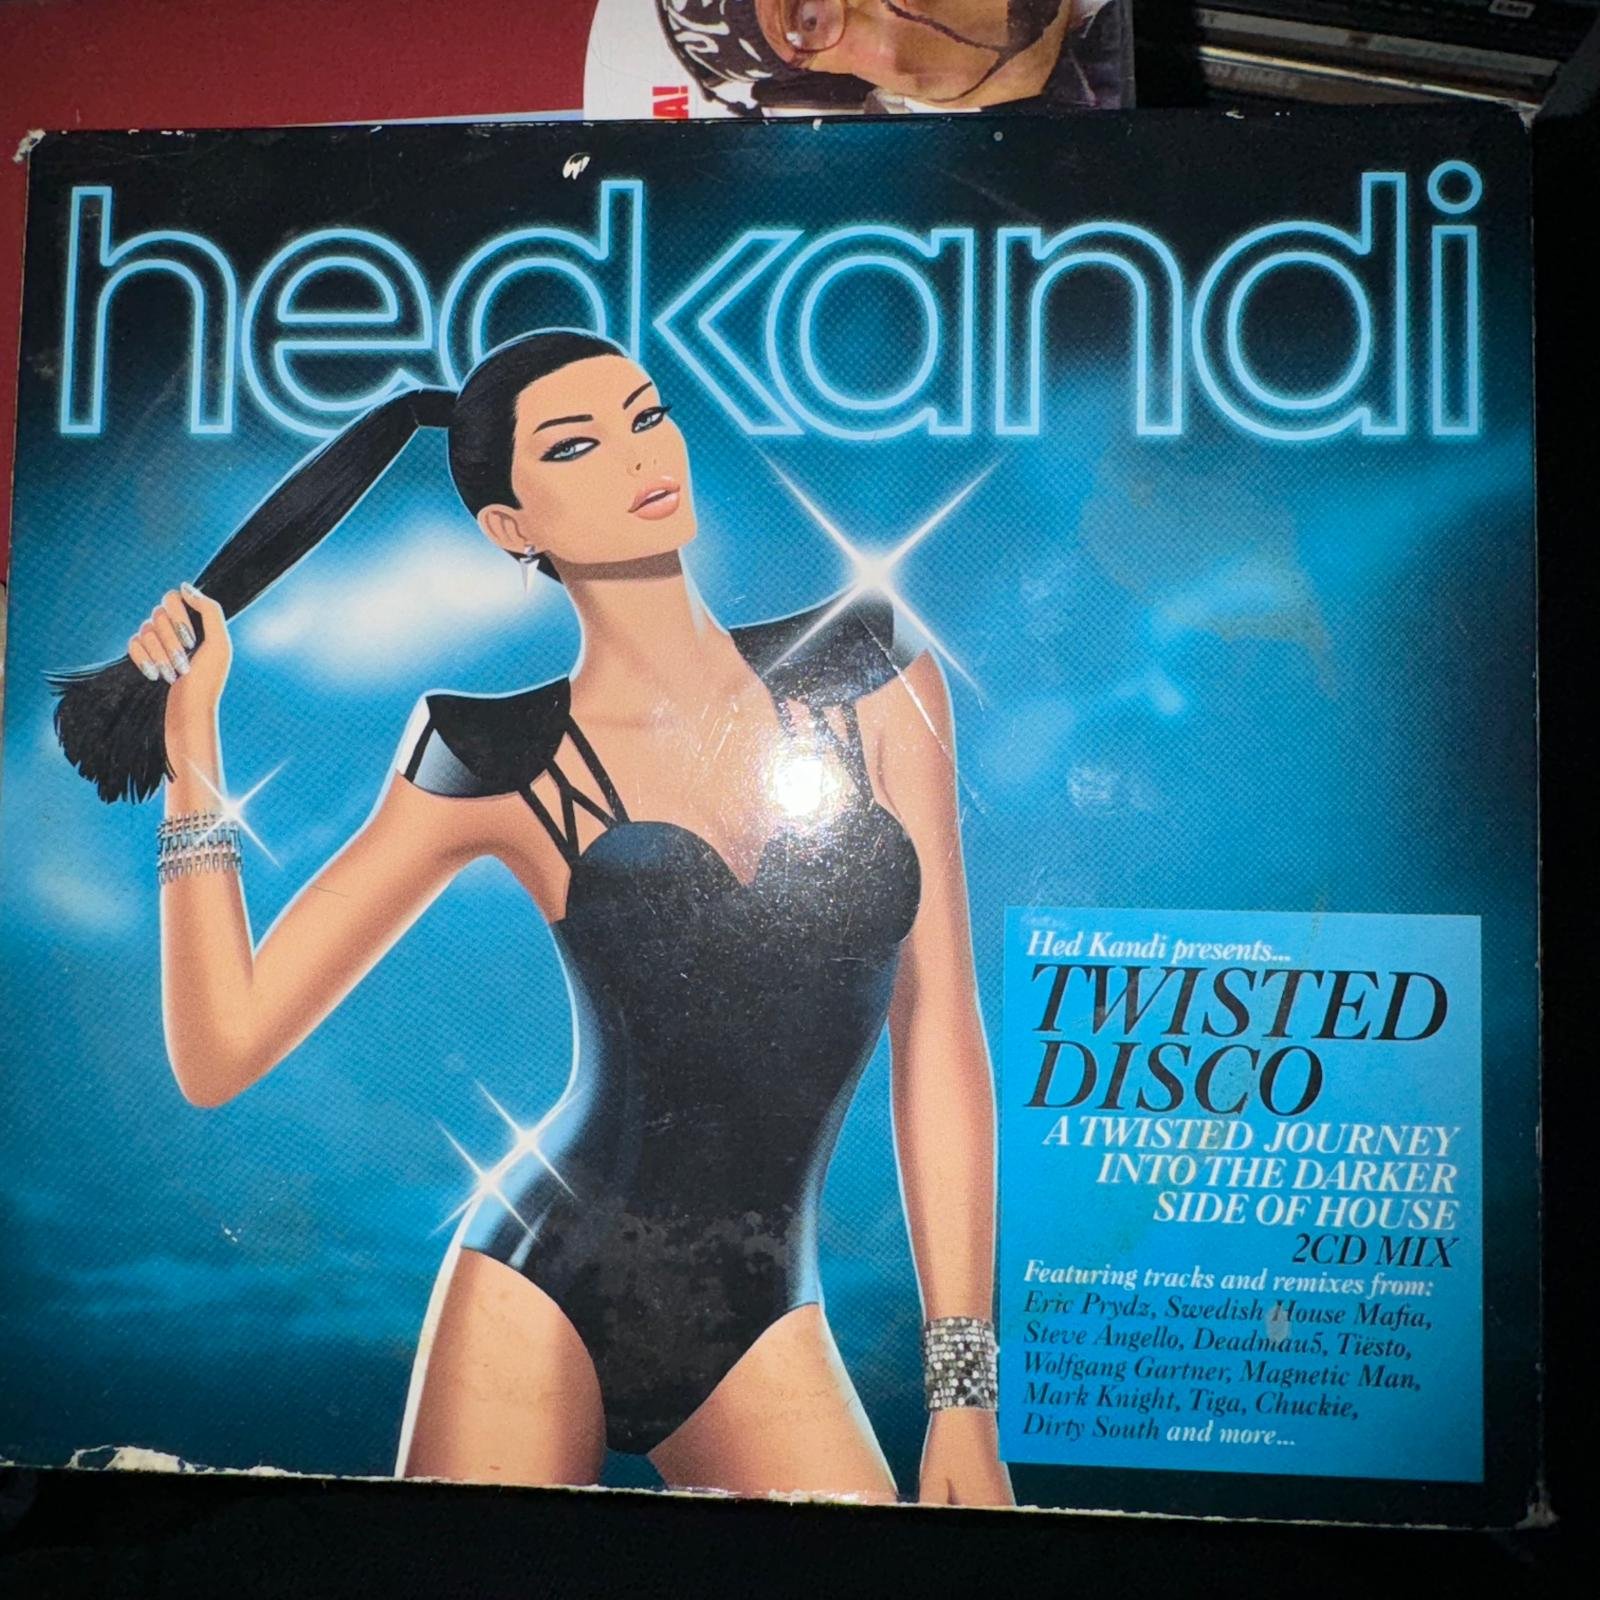 A!
hedkandi
Hed Kandi presents...
TWISTED
DISCO
A TWISTED JOURNEY
INTO THE DARKER
SIDE OF HOUSE
2CD MIX
Featuring tracks and remixes from:
Eric Prydz, Swedish House Mafia,
Steve Angello, Deadmau5, Tiësto,
Wolfgang Gartner, Magnetic Man,
Mark Knight, Tiga, Chuckie,
Dirty South and more...